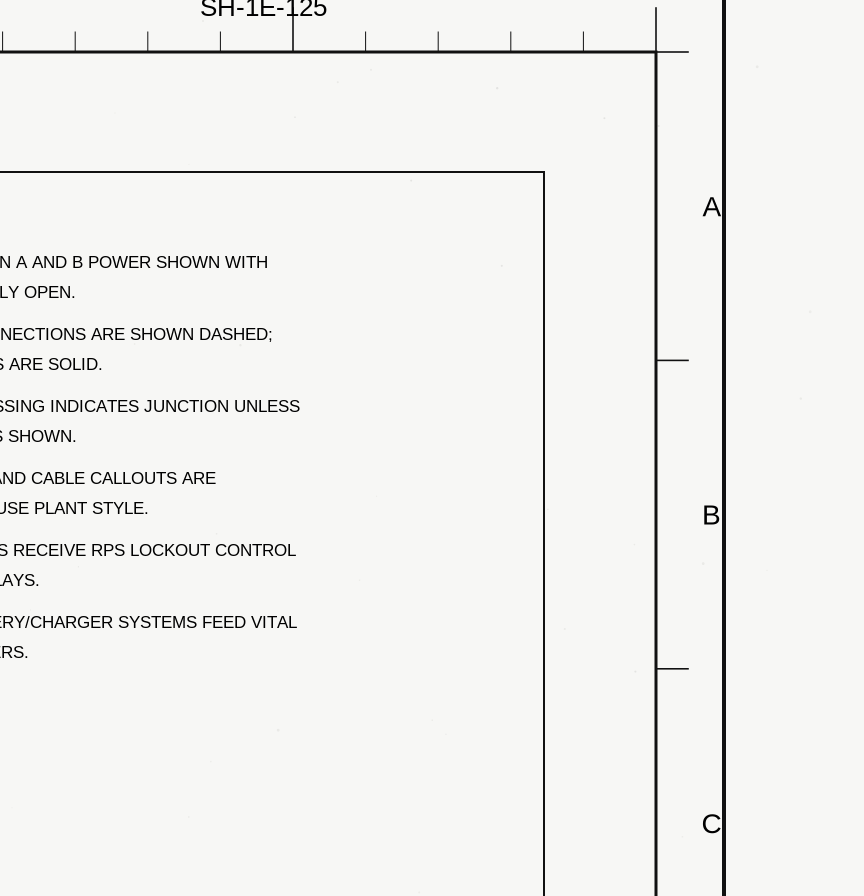 SH-1E-125
A
N A AND B POWER SHOWN WITH
LY OPEN.
NECTIONS ARE SHOWN DASHED;
ARE SOLID.
SSING INDICATES JUNCTION UNLESS
S SHOWN.
B
AND CABLE CALLOUTS ARE
USE PLANT STYLE.
S RECEIVE RPS LOCKOUT CONTROL
LAYS.
ERY/CHARGER SYSTEMS FEED VITAL
ERS.
C